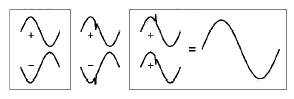 + + +
=
− − +